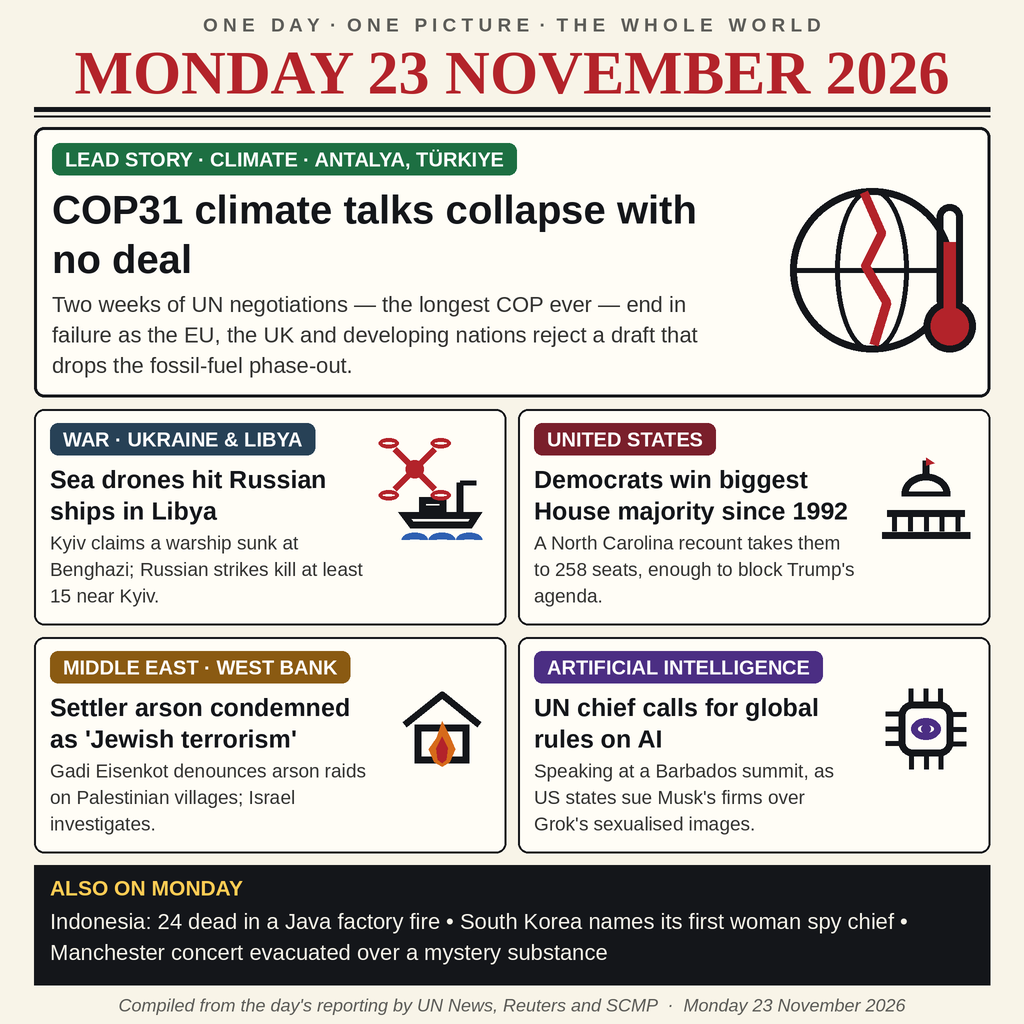 ONE DAY · ONE PICTURE · THE WHOLE WORLD
MONDAY 23 NOVEMBER 2026
LEAD STORY · CLIMATE · ANTALYA, TÜRKIYE
COP31 climate talks collapse with
no deal
Two weeks of UN negotiations — the longest COP ever — end in
failure as the EU, the UK and developing nations reject a draft that
drops the fossil-fuel phase-out.
WAR · UKRAINE & LIBYA
Sea drones hit Russian
ships in Libya
Kyiv claims a warship sunk at
Benghazi; Russian strikes kill at least
15 near Kyiv.
UNITED STATES
Democrats win biggest
House majority since 1992
A North Carolina recount takes them
to 258 seats, enough to block Trump's
agenda.
MIDDLE EAST · WEST BANK
Settler arson condemned
as 'Jewish terrorism'
Gadi Eisenkot denounces arson raids
on Palestinian villages; Israel
investigates.
ARTIFICIAL INTELLIGENCE
UN chief calls for global
rules on AI
Speaking at a Barbados summit, as
US states sue Musk's firms over
Grok's sexualised images.
ALSO ON MONDAY
Indonesia: 24 dead in a Java factory fire • South Korea names its first woman spy chief •
Manchester concert evacuated over a mystery substance
Compiled from the day's reporting by UN News, Reuters and SCMP · Monday 23 November 2026